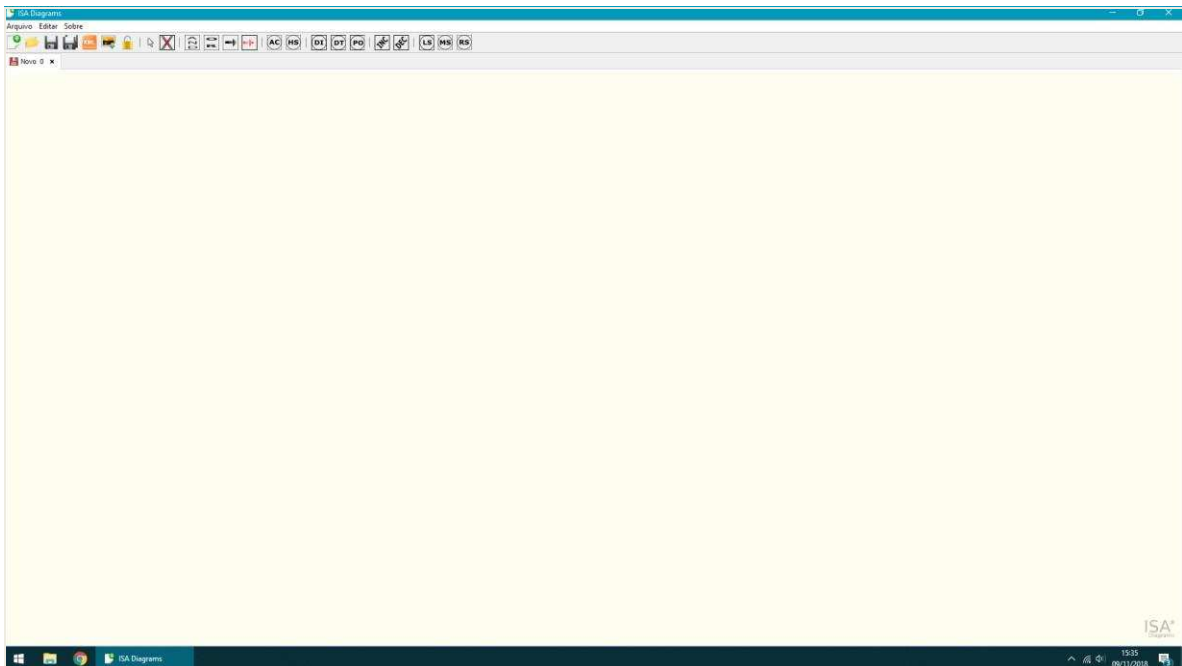 ISA Diagrams
Arquivo Editar Sobre
AC HS DI DT PO LS MS RS
Novo 0 ×
ISA
Diagrams
ISA Diagrams
15:35
09/11/2018